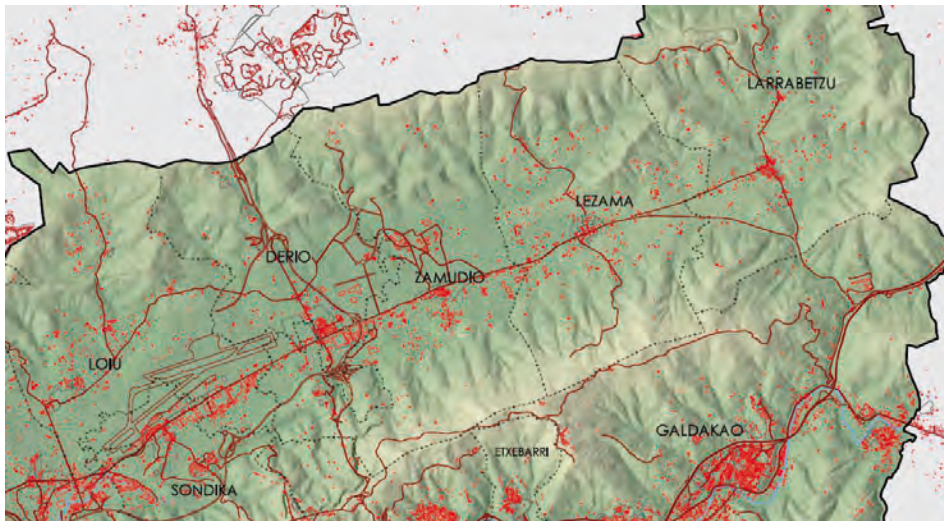 LARRABETZU
LEZAMA
DERIO
ZAMUDIO
LOIU
GALDAKAO
ETXEBARRI
SONDIKA